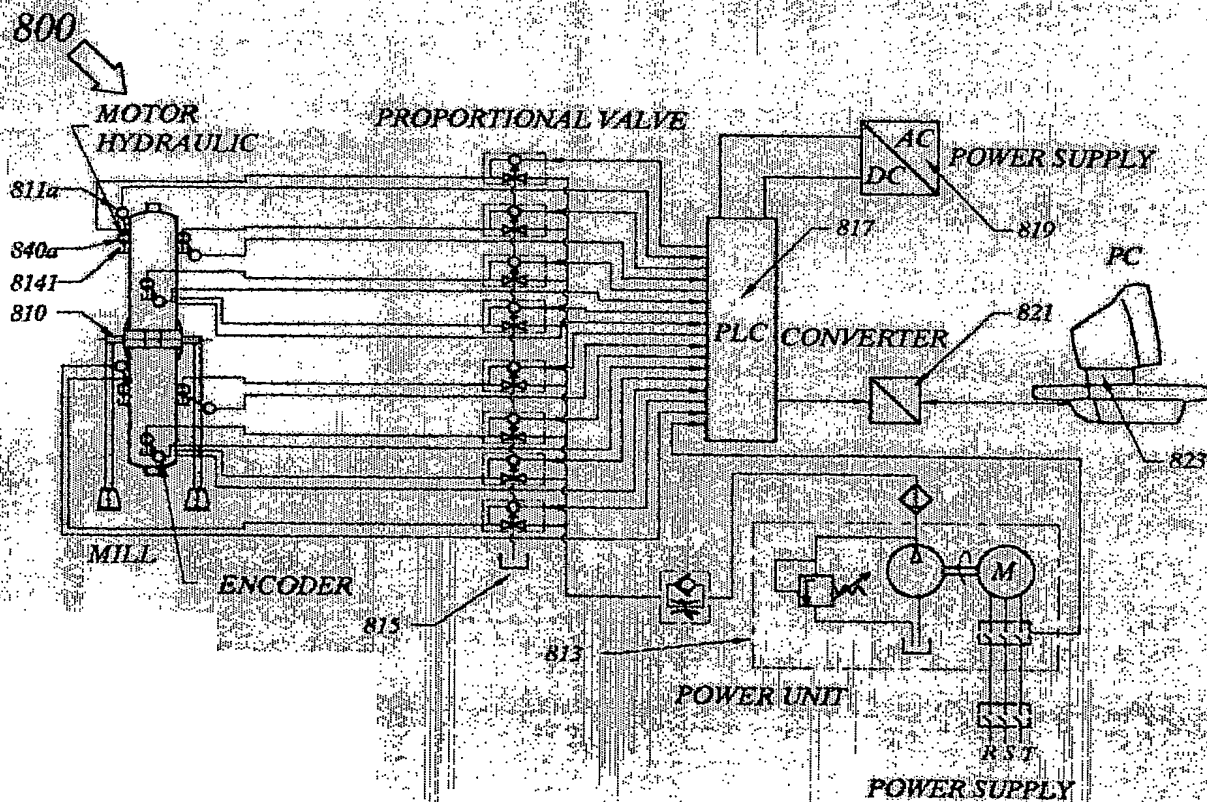 800
MOTOR
HYDRAULIC
PROPORTIONAL VALVE
811a
840a
8141
810
AC
DC
POWER SUPPLY
817
819
PC
PLC
CONVERTER
821
823
MILL
ENCODER
815
813
M
POWER UNIT
R S T
POWER SUPPLY